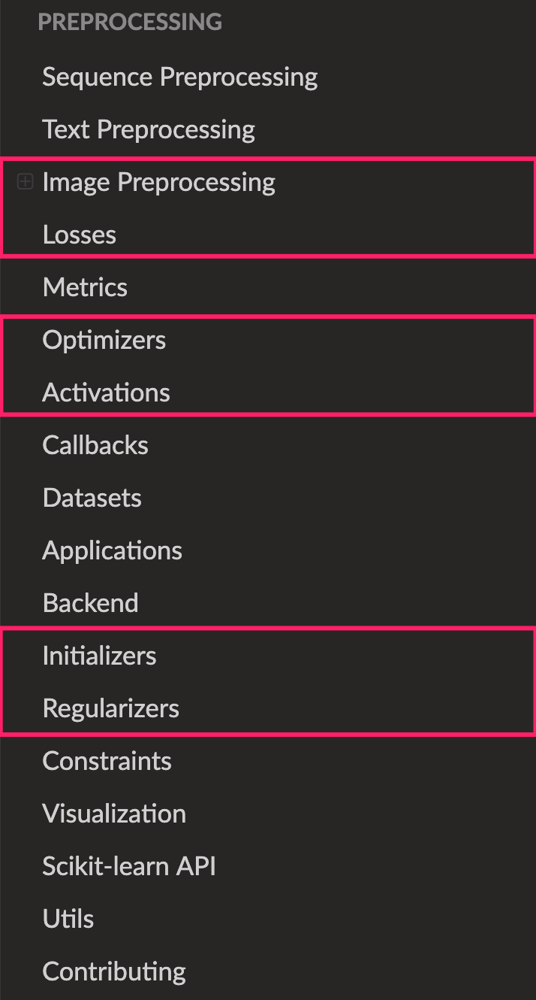 PREPROCESSING
Sequence Preprocessing
Text Preprocessing
Image Preprocessing
Losses
Metrics
Optimizers
Activations
Callbacks
Datasets
Applications
Backend
Initializers
Regularizers
Constraints
Visualization
Scikit-learn API
Utils
Contributing